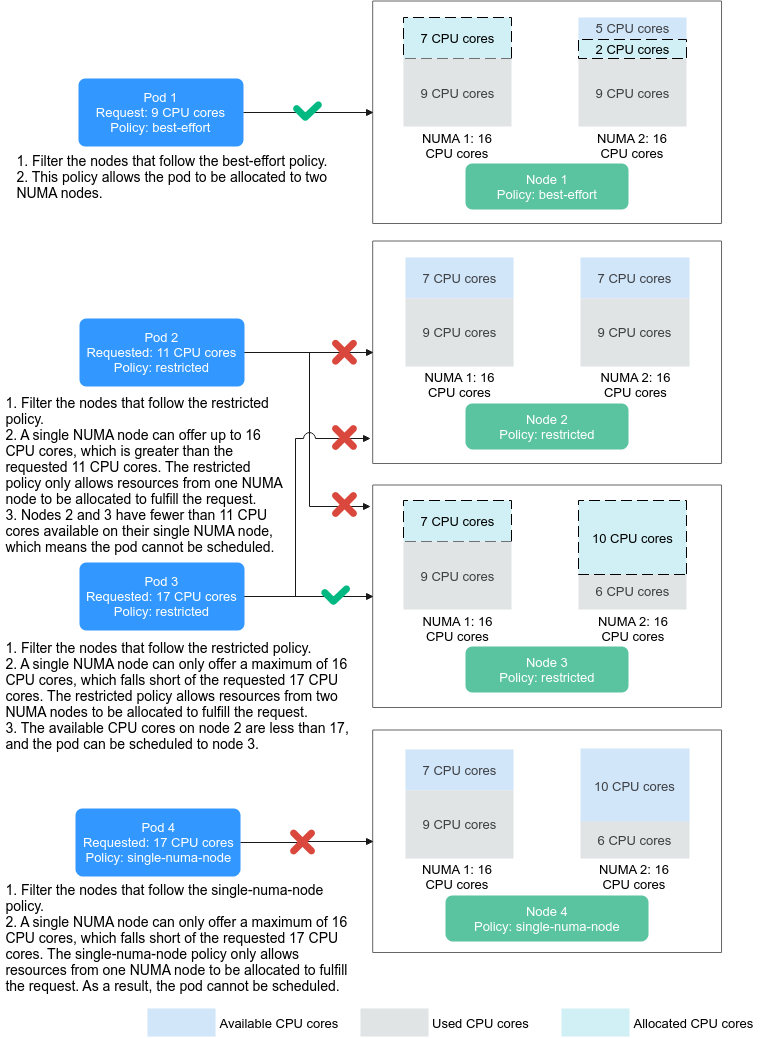 Pod 1
Request: 9 CPU cores
Policy: best-effort
1. Filter the nodes that follow the best-effort policy.
2. This policy allows the pod to be allocated to two
NUMA nodes.
7 CPU cores
9 CPU cores
NUMA 1: 16
CPU cores
5 CPU cores
2 CPU cores
9 CPU cores
NUMA 2: 16
CPU cores
Node 1
Policy: best-effort
Pod 2
Requested: 11 CPU cores
Policy: restricted
1. Filter the nodes that follow the restricted
policy.
2. A single NUMA node can offer up to 16
CPU cores, which is greater than the
requested 11 CPU cores. The restricted
policy only allows resources from one NUMA
node to be allocated to fulfill the request.
3. Nodes 2 and 3 have fewer than 11 CPU
cores available on their single NUMA node,
which means the pod cannot be scheduled.
7 CPU cores
9 CPU cores
NUMA 1: 16
CPU cores
7 CPU cores
9 CPU cores
NUMA 2: 16
CPU cores
Node 2
Policy: restricted
Pod 3
Requested: 17 CPU cores
Policy: restricted
1. Filter the nodes that follow the restricted policy.
2. A single NUMA node can only offer a maximum of 16
CPU cores, which falls short of the requested 17 CPU
cores. The restricted policy allows resources from two
NUMA nodes to be allocated to fulfill the request.
3. The available CPU cores on node 2 are less than 17,
and the pod can be scheduled to node 3.
7 CPU cores
9 CPU cores
NUMA 1: 16
CPU cores
10 CPU cores
6 CPU cores
NUMA 2: 16
CPU cores
Node 3
Policy: restricted
Pod 4
Requested: 17 CPU cores
Policy: single-numa-node
1. Filter the nodes that follow the single-numa-node
policy.
2. A single NUMA node can only offer a maximum of 16
CPU cores, which falls short of the requested 17 CPU
cores. The single-numa-node policy only allows
resources from one NUMA node to be allocated to fulfill
the request. As a result, the pod cannot be scheduled.
7 CPU cores
9 CPU cores
NUMA 1: 16
CPU cores
10 CPU cores
6 CPU cores
NUMA 2: 16
CPU cores
Node 4
Policy: single-numa-node
Available CPU cores
Used CPU cores
Allocated CPU cores